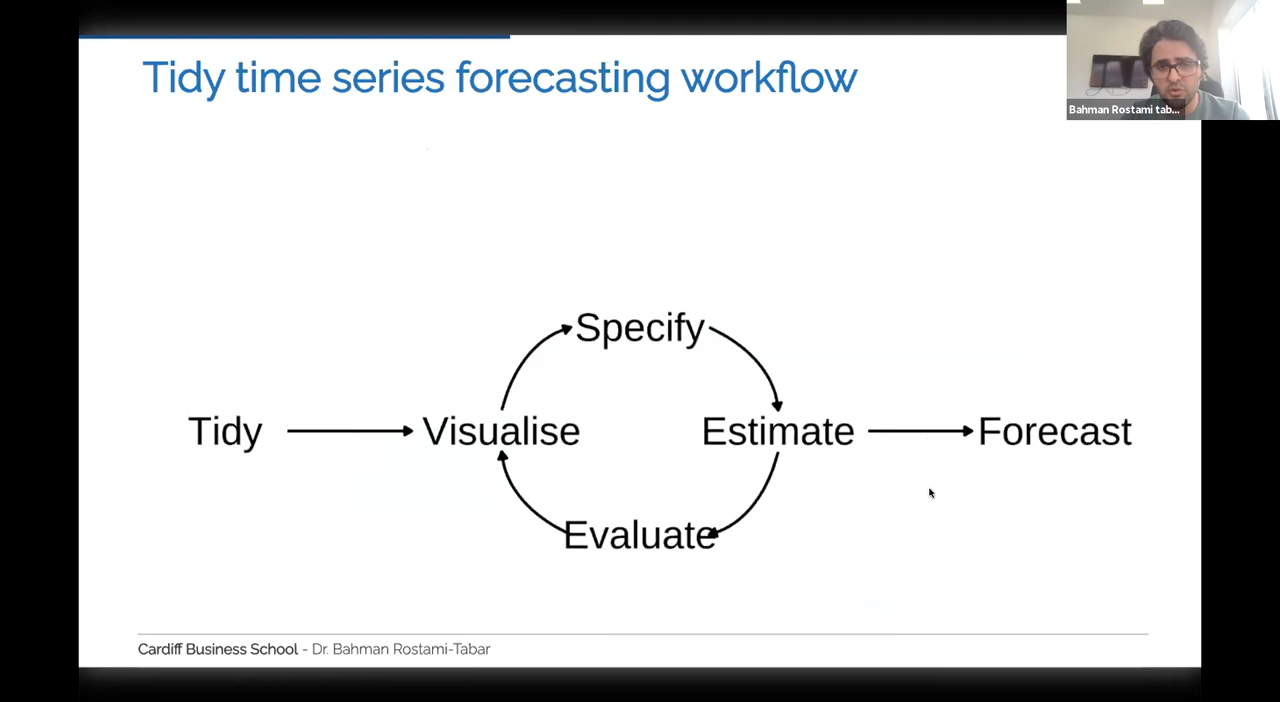 Tidy time series forecasting workflow
Bahman Rostami tab...
Specify
Tidy
Visualise
Estimate
Forecast
Evaluate
Cardiff Business School - Dr. Bahman Rostami-Tabar